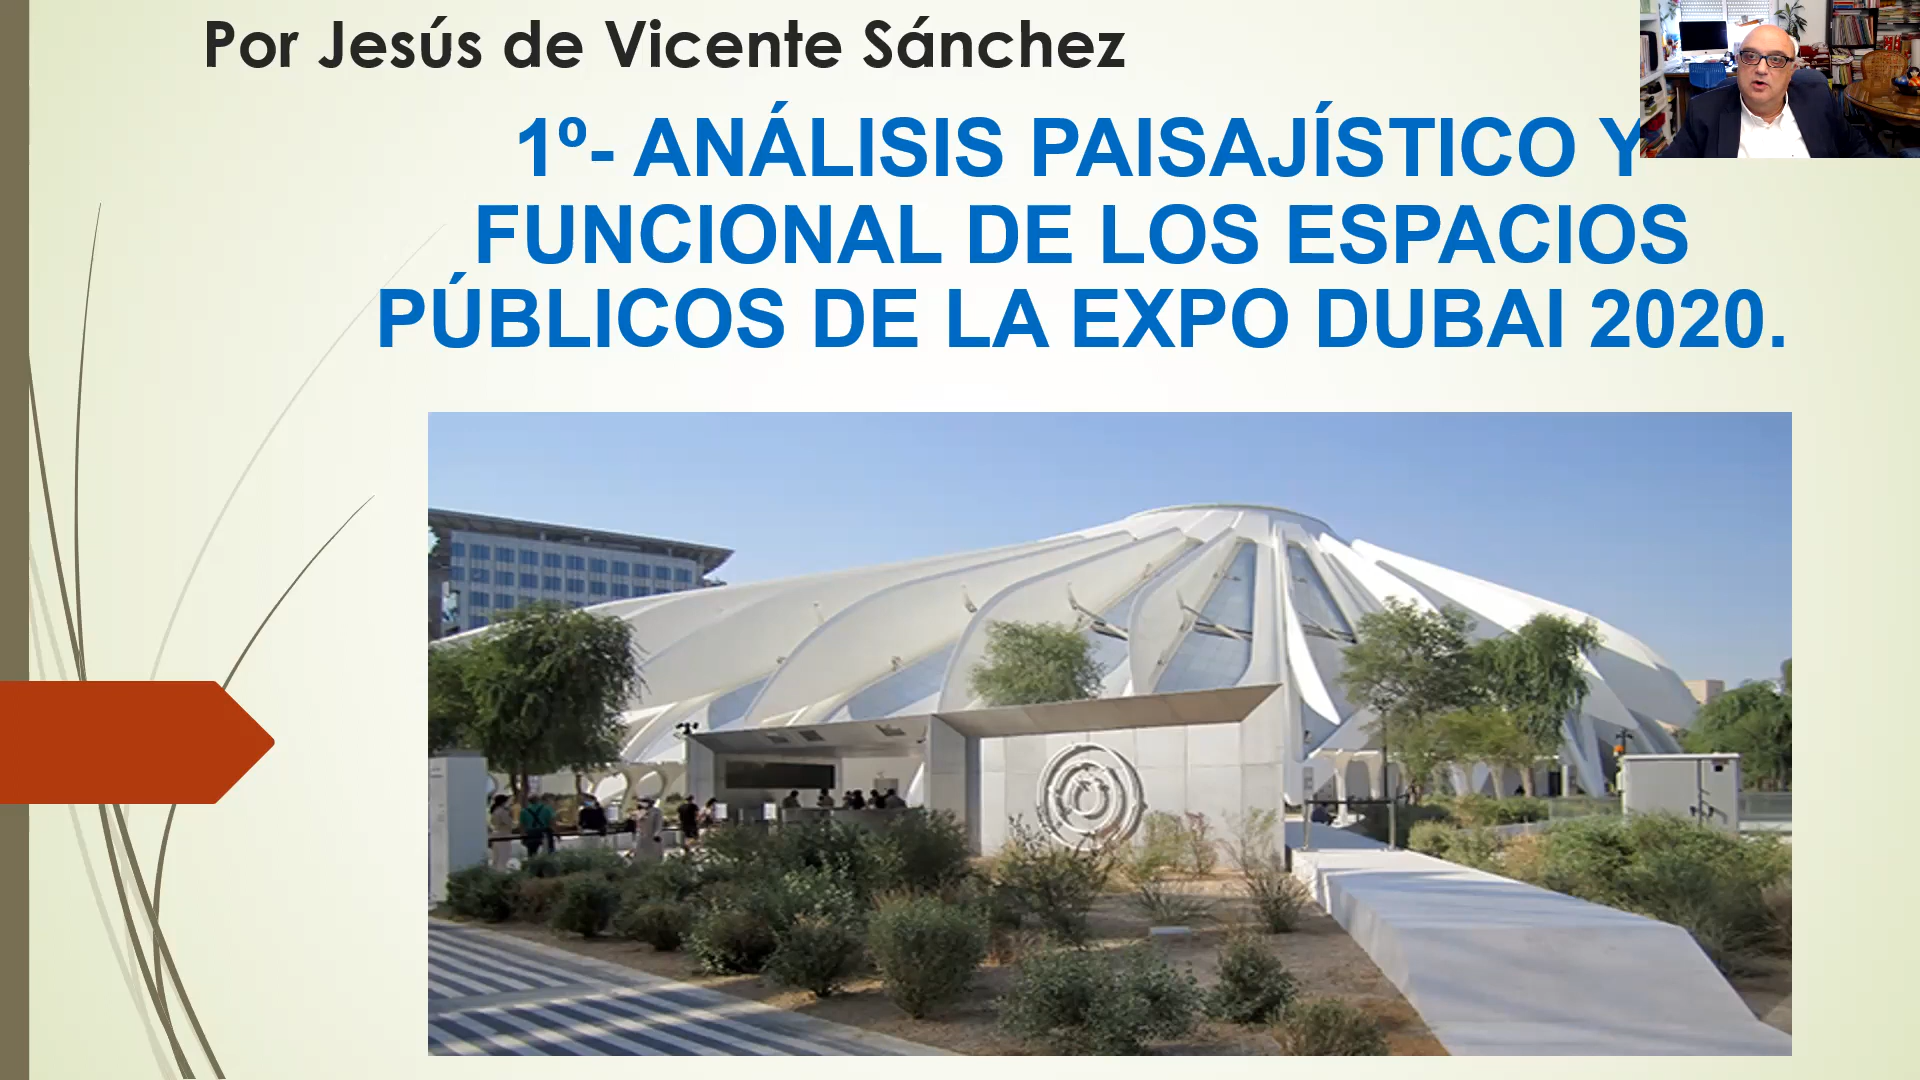 Por Jesús de Vicente Sánchez
1º- ANÁLISIS PAISAJÍSTICO Y
FUNCIONAL DE LOS ESPACIOS
PÚBLICOS DE LA EXPO DUBAI 2020.